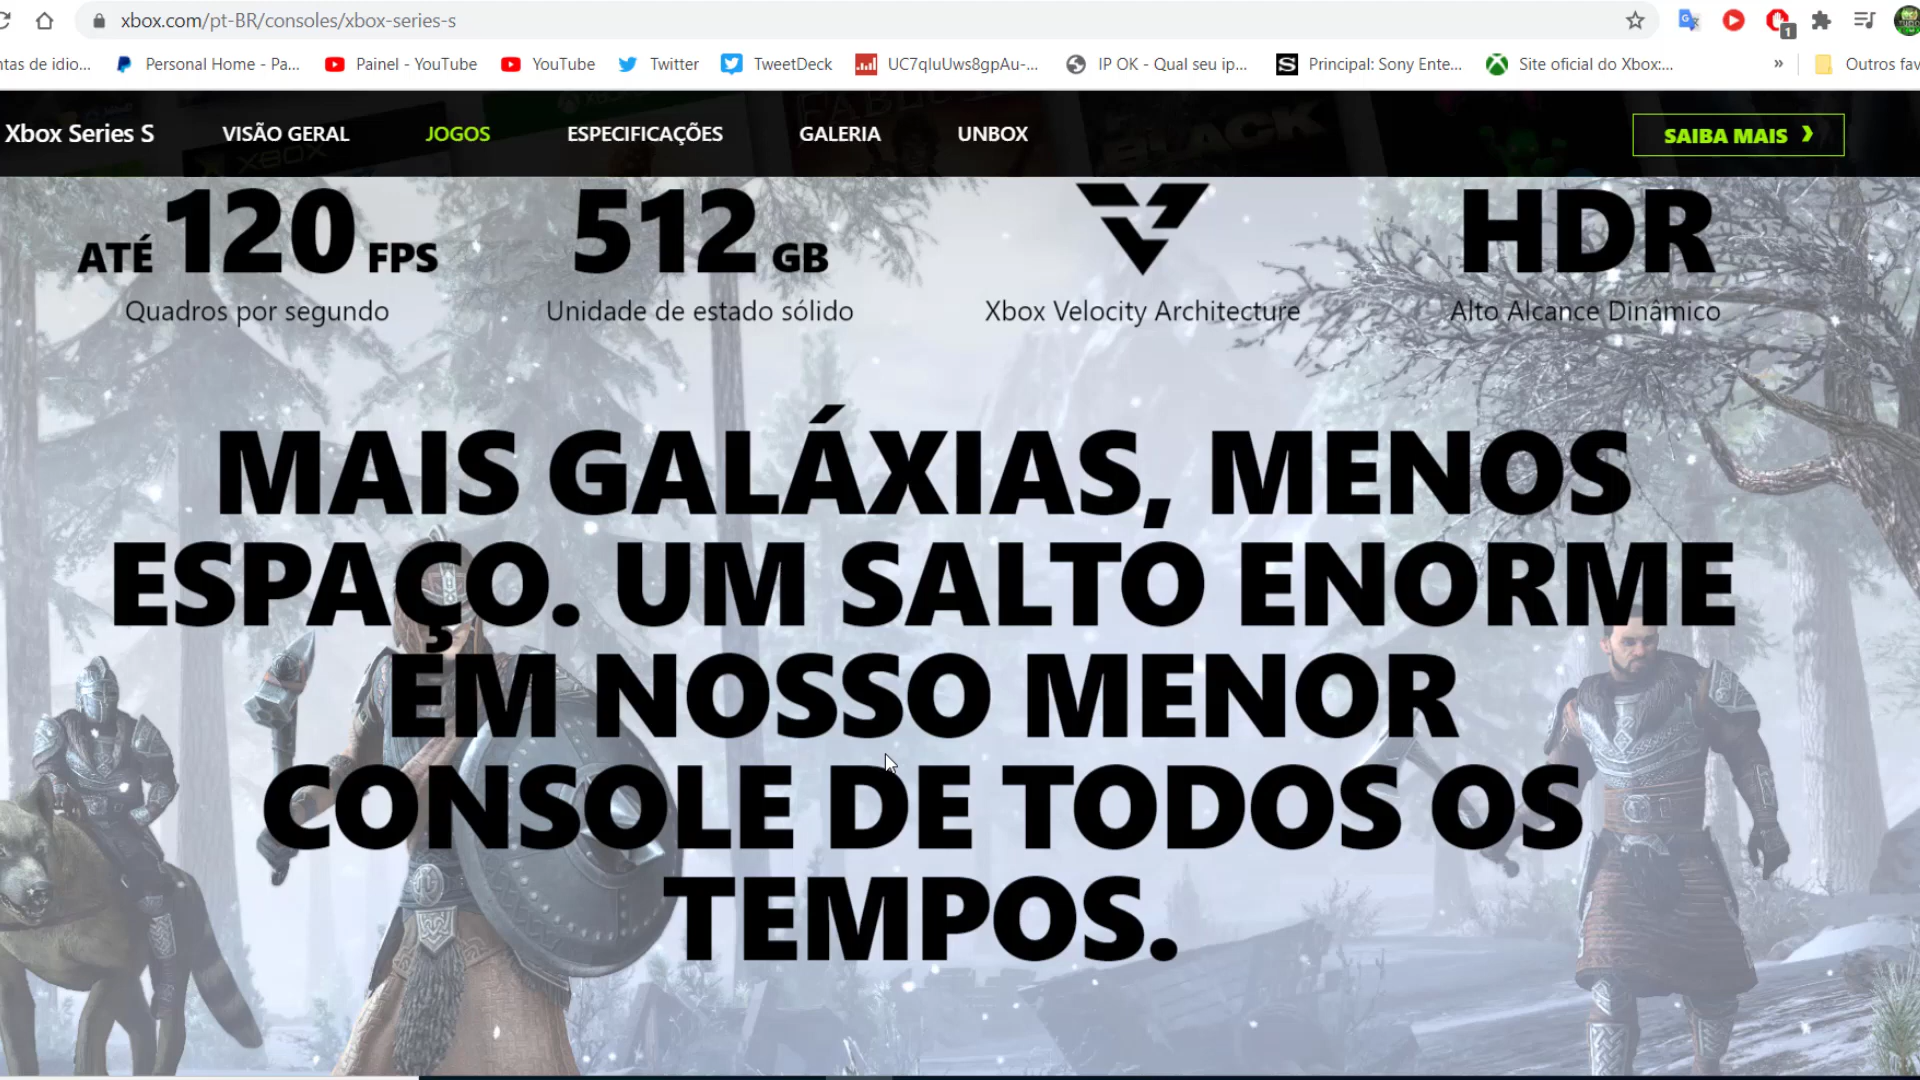 xbox.com/pt-BR/consoles/xbox-series-s
1
ntas de idio...
Personal Home - Pa...
Painel - YouTube
YouTube
Twitter
TweetDeck
UC7qIuUws8gpAu-...
IP OK - Qual seu ip...
S
Principal: Sony Ente...
Site oficial do Xbox:...
»
Outros fav
Xbox Series S
VISÃO GERAL
JOGOS
ESPECIFICAÇÕES
GALERIA
UNBOX
SAIBA MAIS
XBOX
BLACK
ATÉ 120 FPS
Quadros por segundo
512 GB
Unidade de estado sólido
Xbox Velocity Architecture
HDR
Alto Alcance Dinâmico
MAIS GALÁXIAS, MENOS
ESPAÇO. UM SALTO ENORME
EM NOSSO MENOR
CONSOLE DE TODOS OS
TEMPOS.